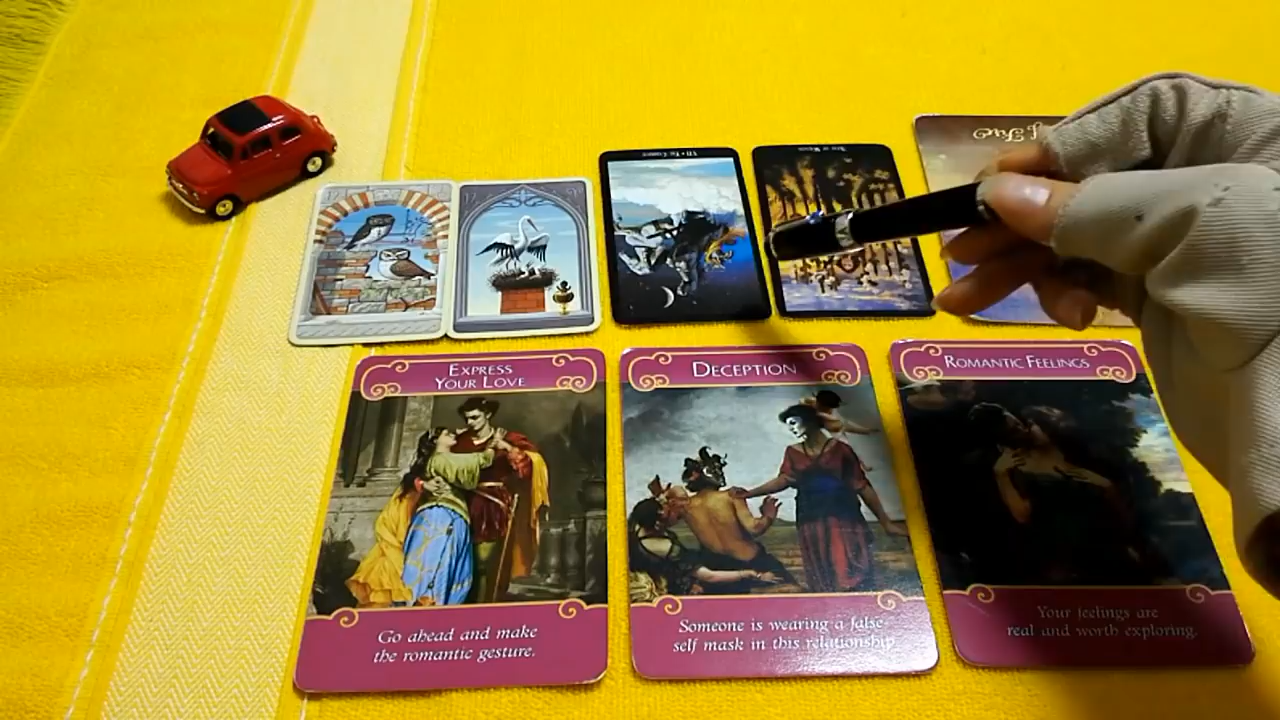 EXPRESS
YOUR LOVE
Go ahead and make
the romantic gesture.
DECEPTION
Someone is wearing a false-
self mask in this relationship.
ROMANTIC FEELINGS
Your feelings are
real and worth exploring.